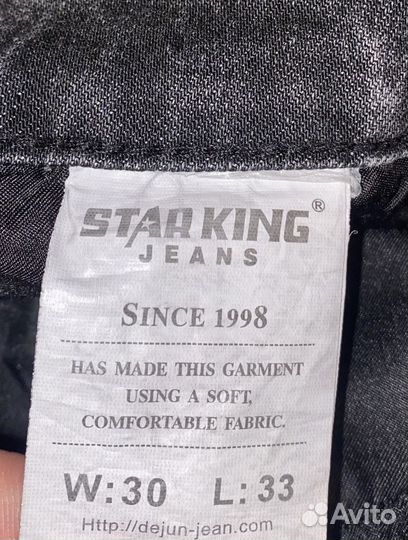 STAR KING ®
JEANS
SINCE 1998
HAS MADE THIS GARMENT
USING A SOFT,
COMFORTABLE FABRIC.
W:30 L:33
Http://dejun-jean.com
Avito